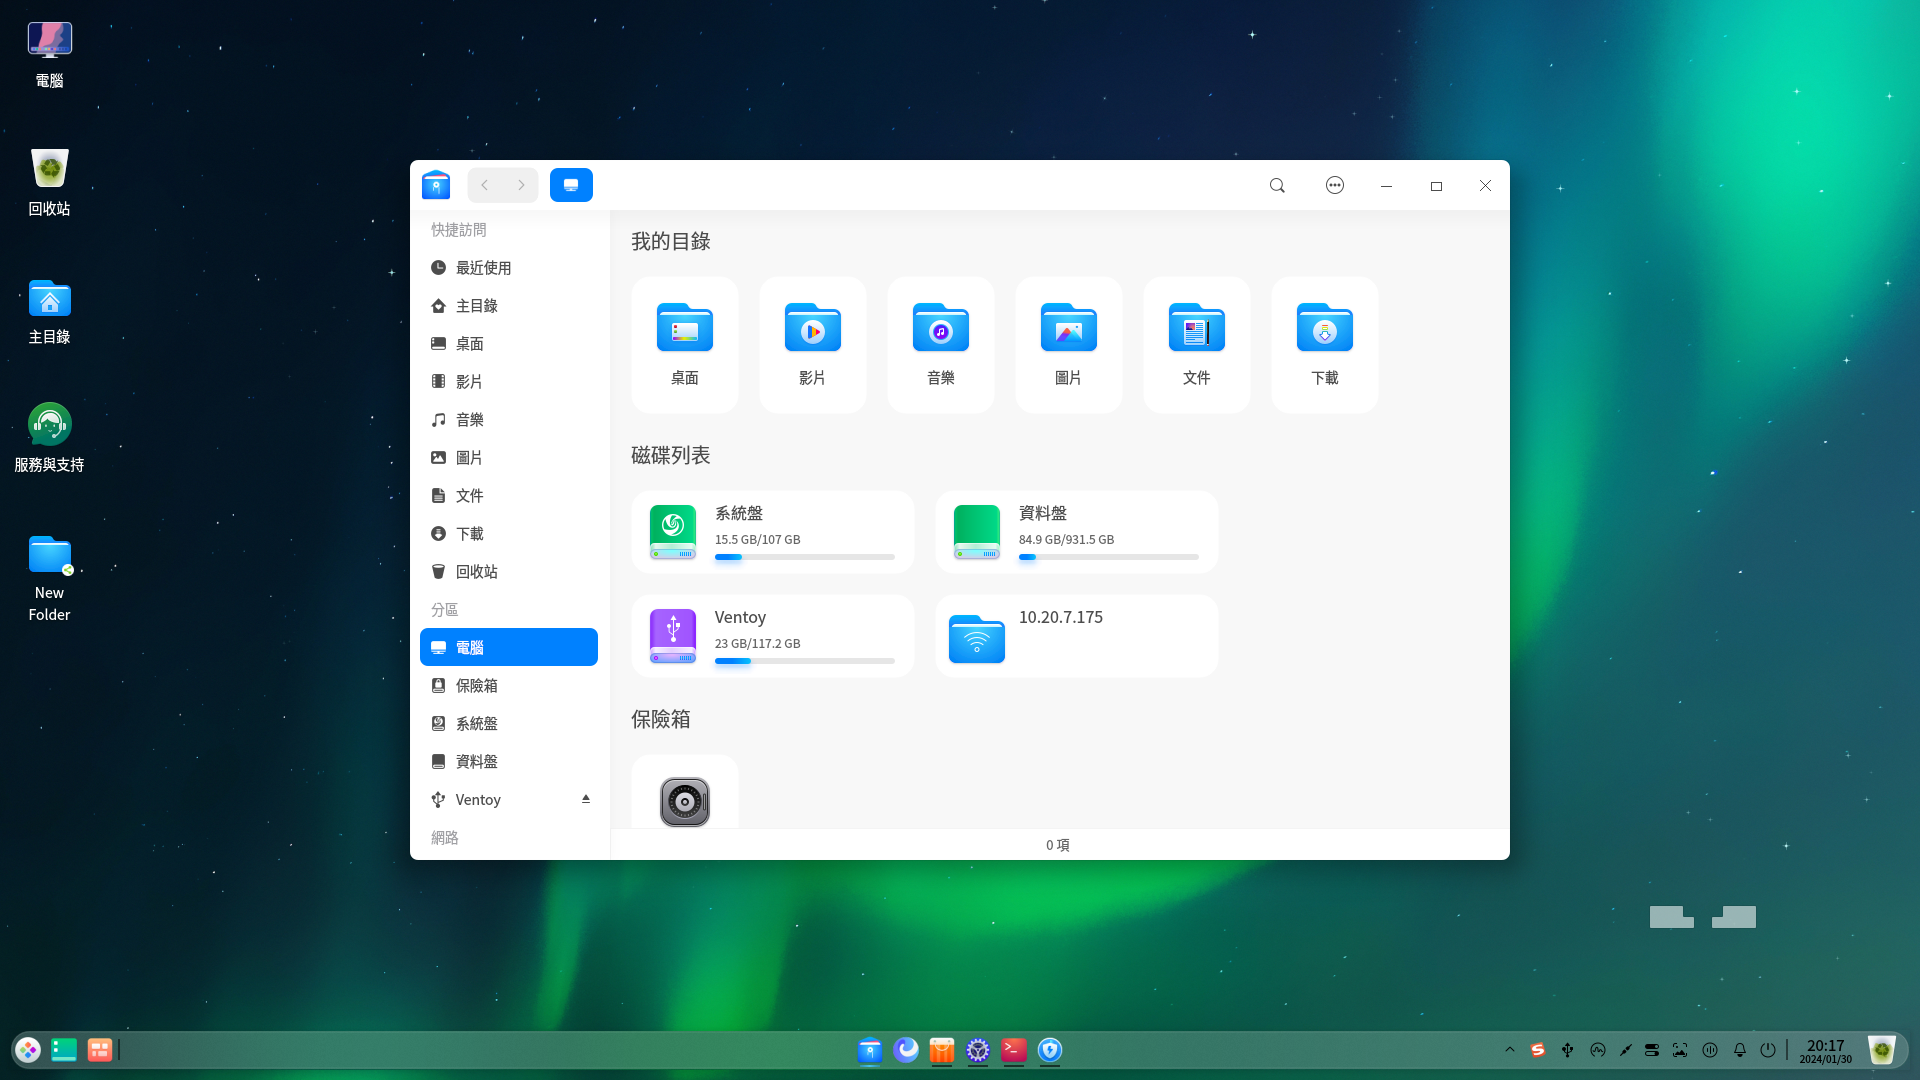 電腦
回收站
主目錄
服務與支持
New
Folder
快捷訪問
最近使用
主目錄
桌面
影片
音樂
圖片
文件
下載
回收站
分區
電腦
保險箱
系統盤
資料盤
Ventoy
網路
我的目錄
桌面
影片
音樂
圖片
文件
下載
磁碟列表
系統盤
15.5 GB/107 GB
資料盤
84.9 GB/931.5 GB
Ventoy
23 GB/117.2 GB
10.20.7.175
保險箱
0 項
20:17
2024/01/30